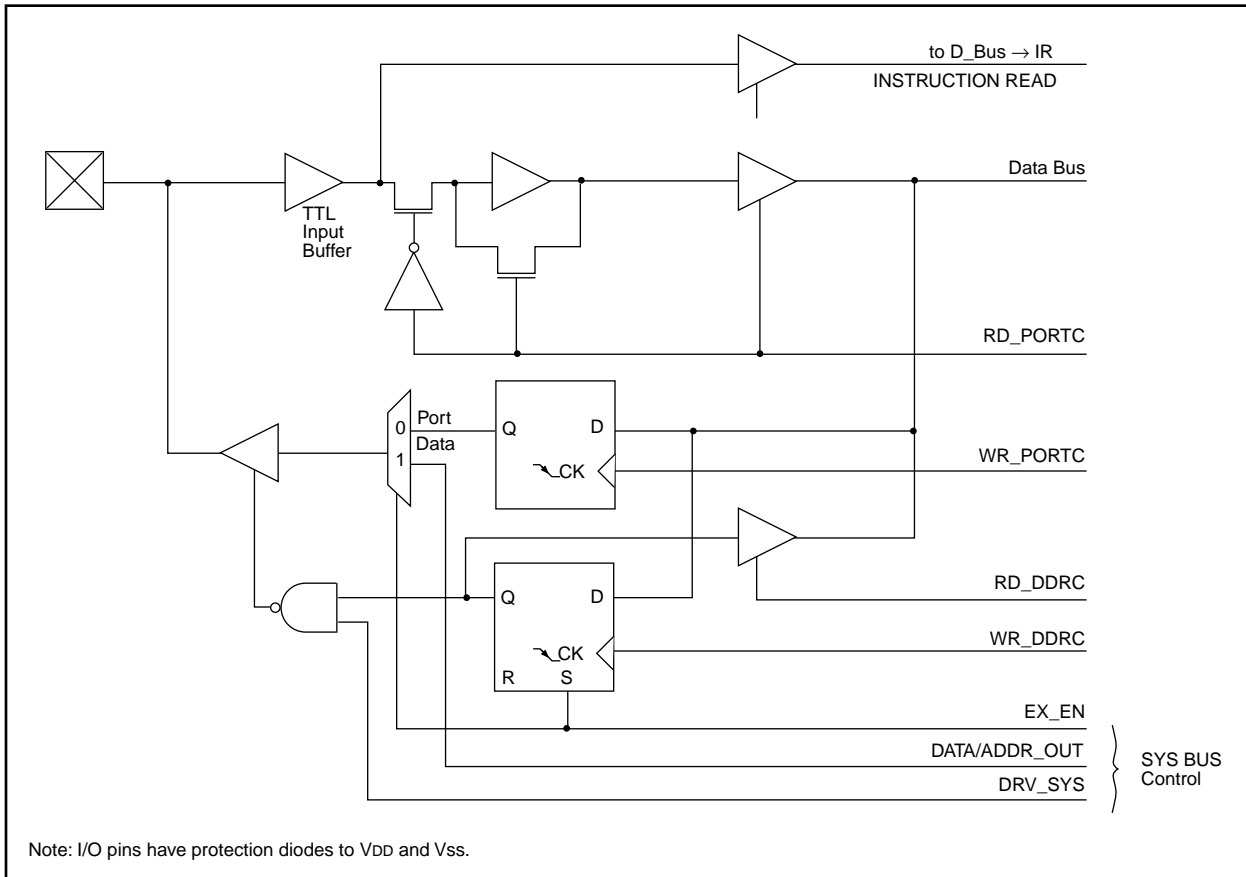 to D_Bus → IR
INSTRUCTION READ
Data Bus
TTL
Input
Buffer
RD_PORTC
0
Port
Q
D
Data
1
CK
WR_PORTC
Q
D
RD_DDRC
CK
WR_DDRC
R
S
EX_EN
DATA/ADDR_OUT
SYS BUS
Control
DRV_SYS
Note: I/O pins have protection diodes to VDD and Vss.